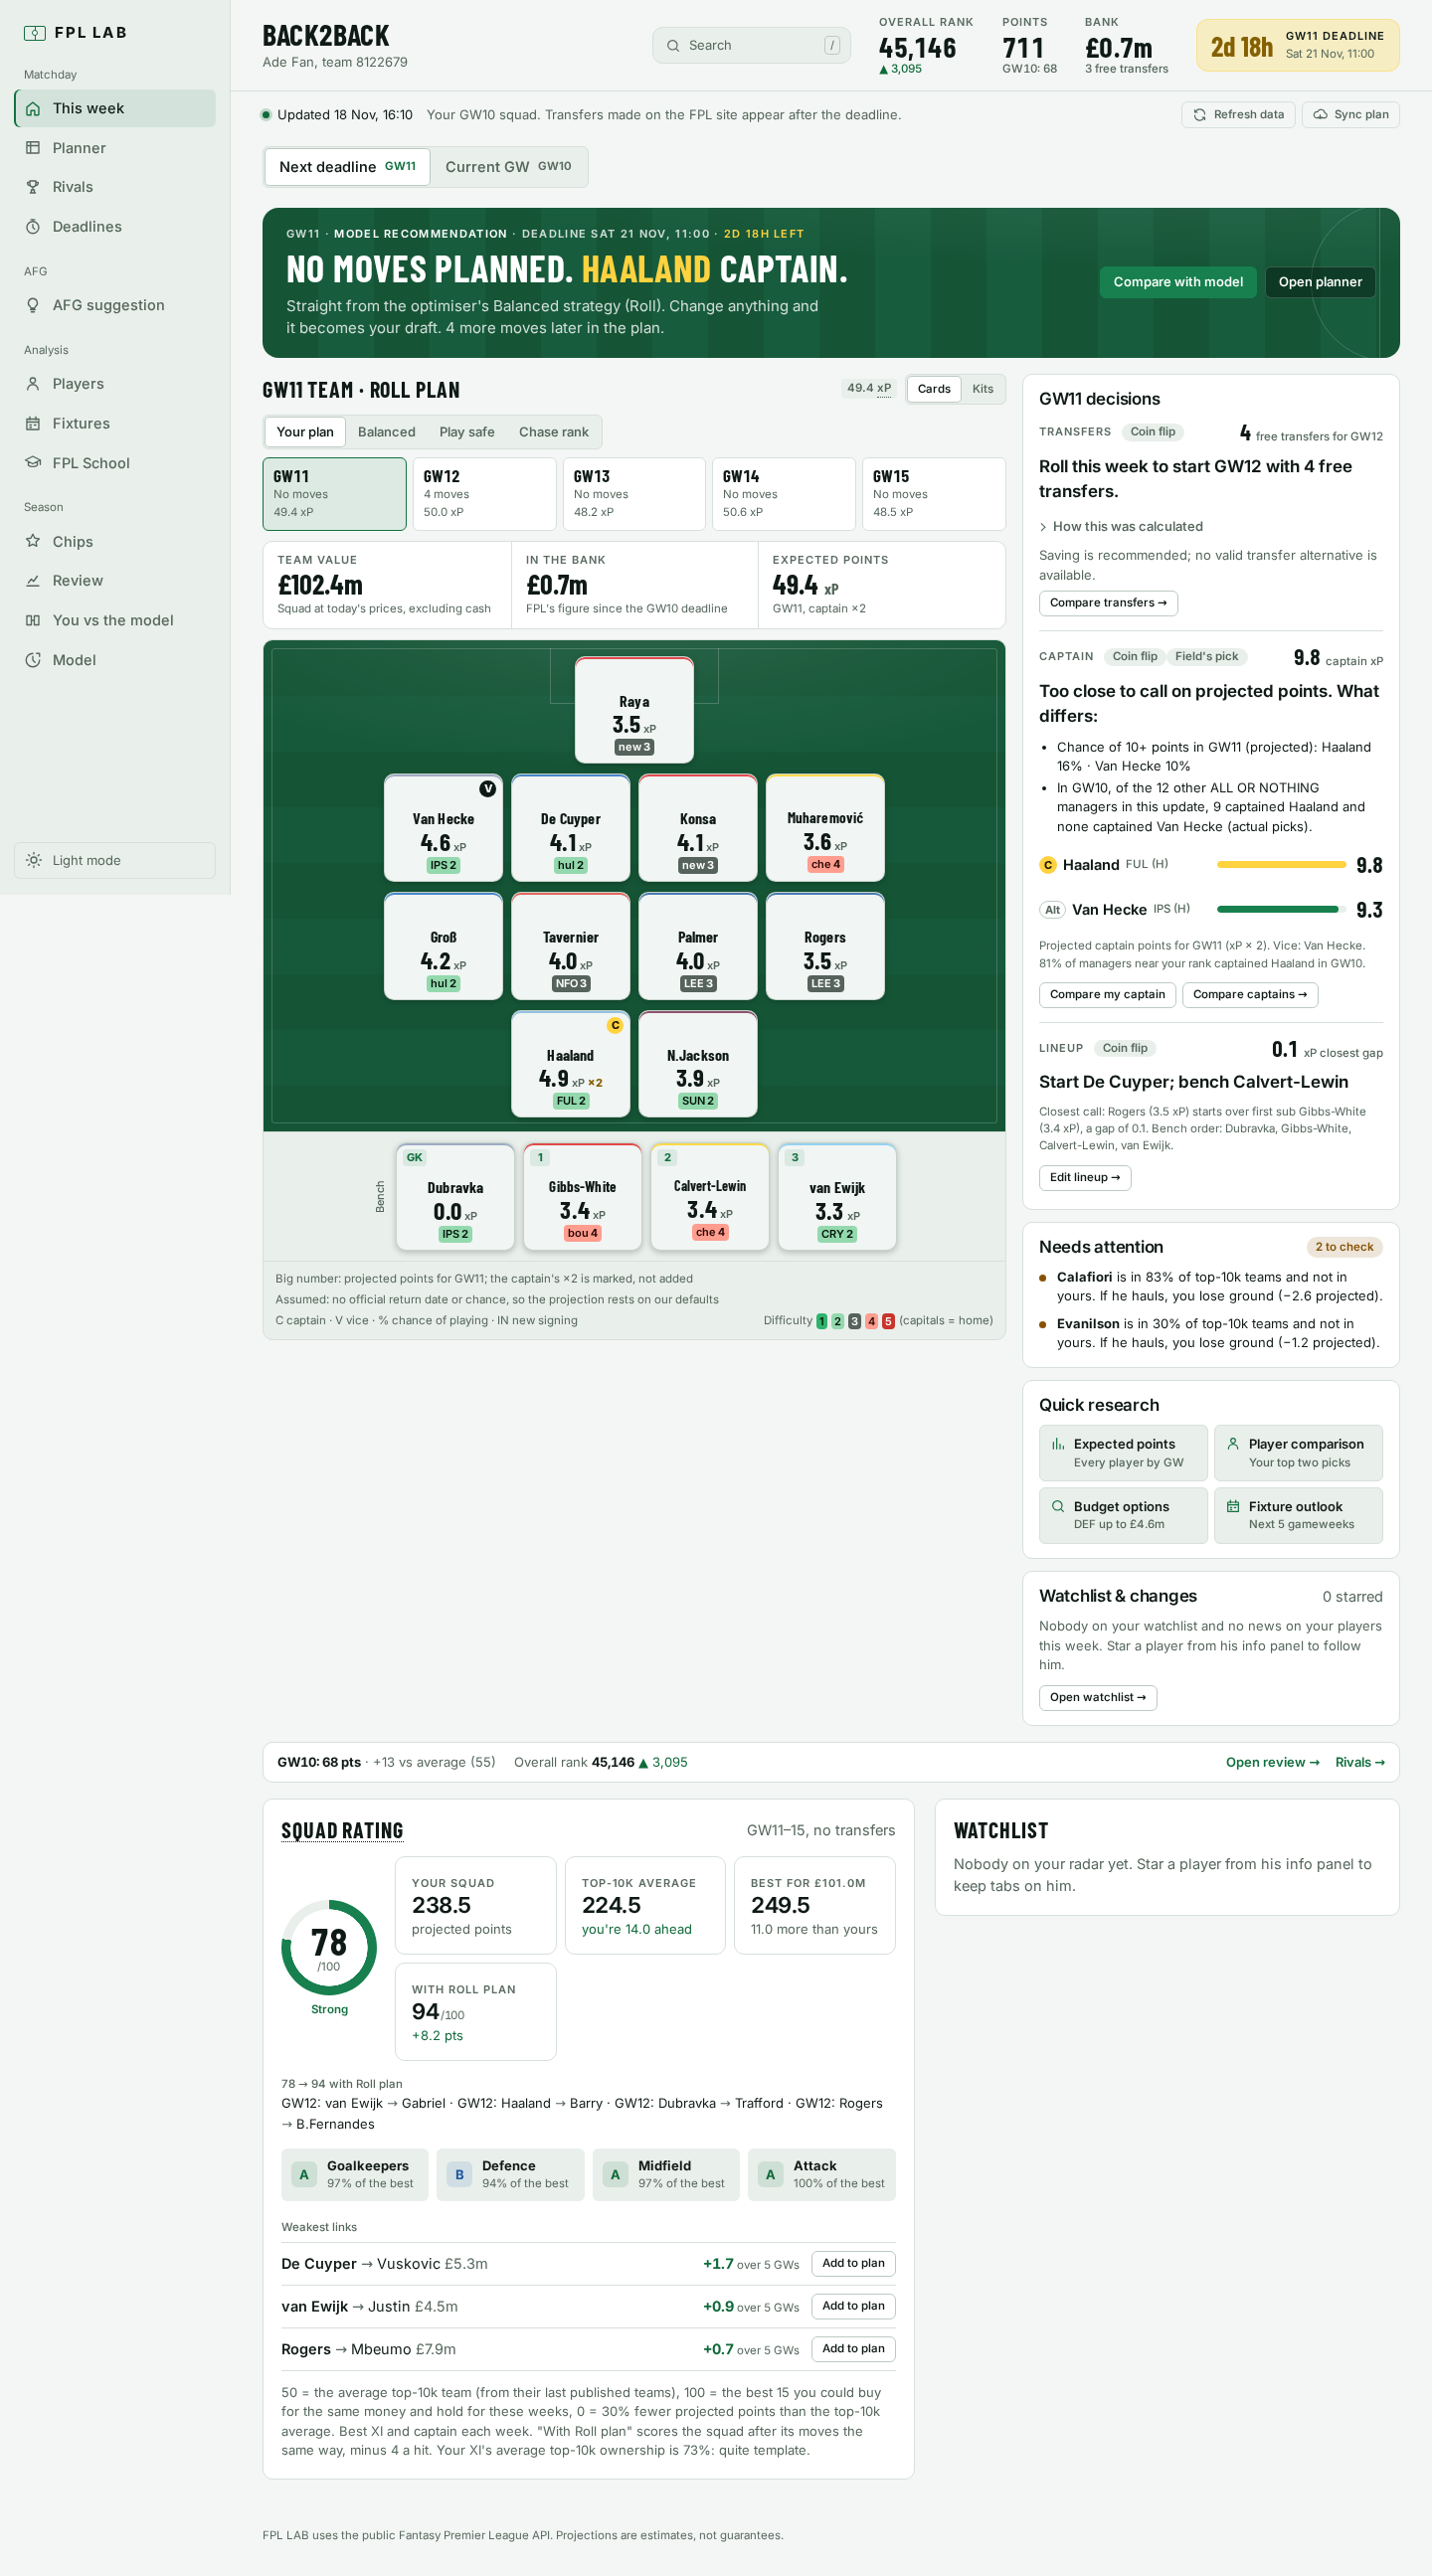 FPL LAB
Matchday
This week
Planner
Rivals
Deadlines
AFG
AFG suggestion
Analysis
Players
Fixtures
FPL School
Season
Chips
Review
You vs the model
Model
Light mode
BACK2BACK
Ade Fan, team 8122679
Search /
OVERALL RANK
45,146
▲ 3,095
POINTS
711
GW10: 68
BANK
£0.7m
3 free transfers
2d 18h
GW11 DEADLINE
Sat 21 Nov, 11:00
Updated 18 Nov, 16:10 Your GW10 squad. Transfers made on the FPL site appear after the deadline.
Refresh data
Sync plan
Next deadline GW11
Current GW GW10
GW11 · MODEL RECOMMENDATION · DEADLINE SAT 21 NOV, 11:00 · 2D 18H LEFT
NO MOVES PLANNED. HAALAND CAPTAIN.
Straight from the optimiser's Balanced strategy (Roll). Change anything and
it becomes your draft. 4 more moves later in the plan.
Compare with model
Open planner
GW11 TEAM · ROLL PLAN
49.4 xP
Cards Kits
Your plan Balanced Play safe Chase rank
GW11
No moves
49.4 xP
GW12
4 moves
50.0 xP
GW13
No moves
48.2 xP
GW14
No moves
50.6 xP
GW15
No moves
48.5 xP
TEAM VALUE
£102.4m
Squad at today's prices, excluding cash
IN THE BANK
£0.7m
FPL's figure since the GW10 deadline
EXPECTED POINTS
49.4 xP
GW11, captain ×2
Raya
3.5 xP
new 3
V
Van Hecke
4.6 xP
IPS 2
De Cuyper
4.1 xP
hul 2
Konsa
4.1 xP
new 3
Muharemović
3.6 xP
che 4
Groß
4.2 xP
hul 2
Tavernier
4.0 xP
NFO 3
Palmer
4.0 xP
LEE 3
Rogers
3.5 xP
LEE 3
C
Haaland
4.9 xP ×2
FUL 2
N.Jackson
3.9 xP
SUN 2
Bench
GK
Dubravka
0.0 xP
IPS 2
1
Gibbs-White
3.4 xP
bou 4
2
Calvert-Lewin
3.4 xP
che 4
3
van Ewijk
3.3 xP
CRY 2
Big number: projected points for GW11; the captain's ×2 is marked, not added
Assumed: no official return date or chance, so the projection rests on our defaults
C captain · V vice · % chance of playing · IN new signing
Difficulty 1 2 3 4 5 (capitals = home)
GW11 decisions
TRANSFERS Coin flip 4 free transfers for GW12
Roll this week to start GW12 with 4 free
transfers.
How this was calculated
Saving is recommended; no valid transfer alternative is
available.
Compare transfers →
CAPTAIN Coin flip Field's pick 9.8 captain xP
Too close to call on projected points. What
differs:
• Chance of 10+ points in GW11 (projected): Haaland
16% · Van Hecke 10%
• In GW10, of the 12 other ALL OR NOTHING
managers in this update, 9 captained Haaland and
none captained Van Hecke (actual picks).
C Haaland FUL (H) 9.8
Alt Van Hecke IPS (H) 9.3
Projected captain points for GW11 (xP × 2). Vice: Van Hecke.
81% of managers near your rank captained Haaland in GW10.
Compare my captain
Compare captains →
LINEUP Coin flip 0.1 xP closest gap
Start De Cuyper; bench Calvert-Lewin
Closest call: Rogers (3.5 xP) starts over first sub Gibbs-White
(3.4 xP), a gap of 0.1. Bench order: Dubravka, Gibbs-White,
Calvert-Lewin, van Ewijk.
Edit lineup →
Needs attention 2 to check
Calafiori is in 83% of top-10k teams and not in
yours. If he hauls, you lose ground (−2.6 projected).
Evanilson is in 30% of top-10k teams and not in
yours. If he hauls, you lose ground (−1.2 projected).
Quick research
Expected points
Every player by GW
Player comparison
Your top two picks
Budget options
DEF up to £4.6m
Fixture outlook
Next 5 gameweeks
Watchlist & changes 0 starred
Nobody on your watchlist and no news on your players
this week. Star a player from his info panel to follow
him.
Open watchlist →
GW10: 68 pts · +13 vs average (55) Overall rank 45,146 ▲ 3,095
Open review → Rivals →
SQUAD RATING GW11–15, no transfers
78
/100
Strong
YOUR SQUAD
238.5
projected points
TOP-10K AVERAGE
224.5
you're 14.0 ahead
BEST FOR £101.0M
249.5
11.0 more than yours
WITH ROLL PLAN
94/100
+8.2 pts
78 → 94 with Roll plan
GW12: van Ewijk → Gabriel · GW12: Haaland → Barry · GW12: Dubravka → Trafford · GW12: Rogers
→ B.Fernandes
A Goalkeepers
97% of the best
B Defence
94% of the best
A Midfield
97% of the best
A Attack
100% of the best
Weakest links
De Cuyper → Vuskovic £5.3m +1.7 over 5 GWs Add to plan
van Ewijk → Justin £4.5m +0.9 over 5 GWs Add to plan
Rogers → Mbeumo £7.9m +0.7 over 5 GWs Add to plan
50 = the average top-10k team (from their last published teams), 100 = the best 15 you could buy
for the same money and hold for these weeks, 0 = 30% fewer projected points than the top-10k
average. Best XI and captain each week. "With Roll plan" scores the squad after its moves the
same way, minus 4 a hit. Your XI's average top-10k ownership is 73%: quite template.
WATCHLIST
Nobody on your radar yet. Star a player from his info panel to
keep tabs on him.
FPL LAB uses the public Fantasy Premier League API. Projections are estimates, not guarantees.